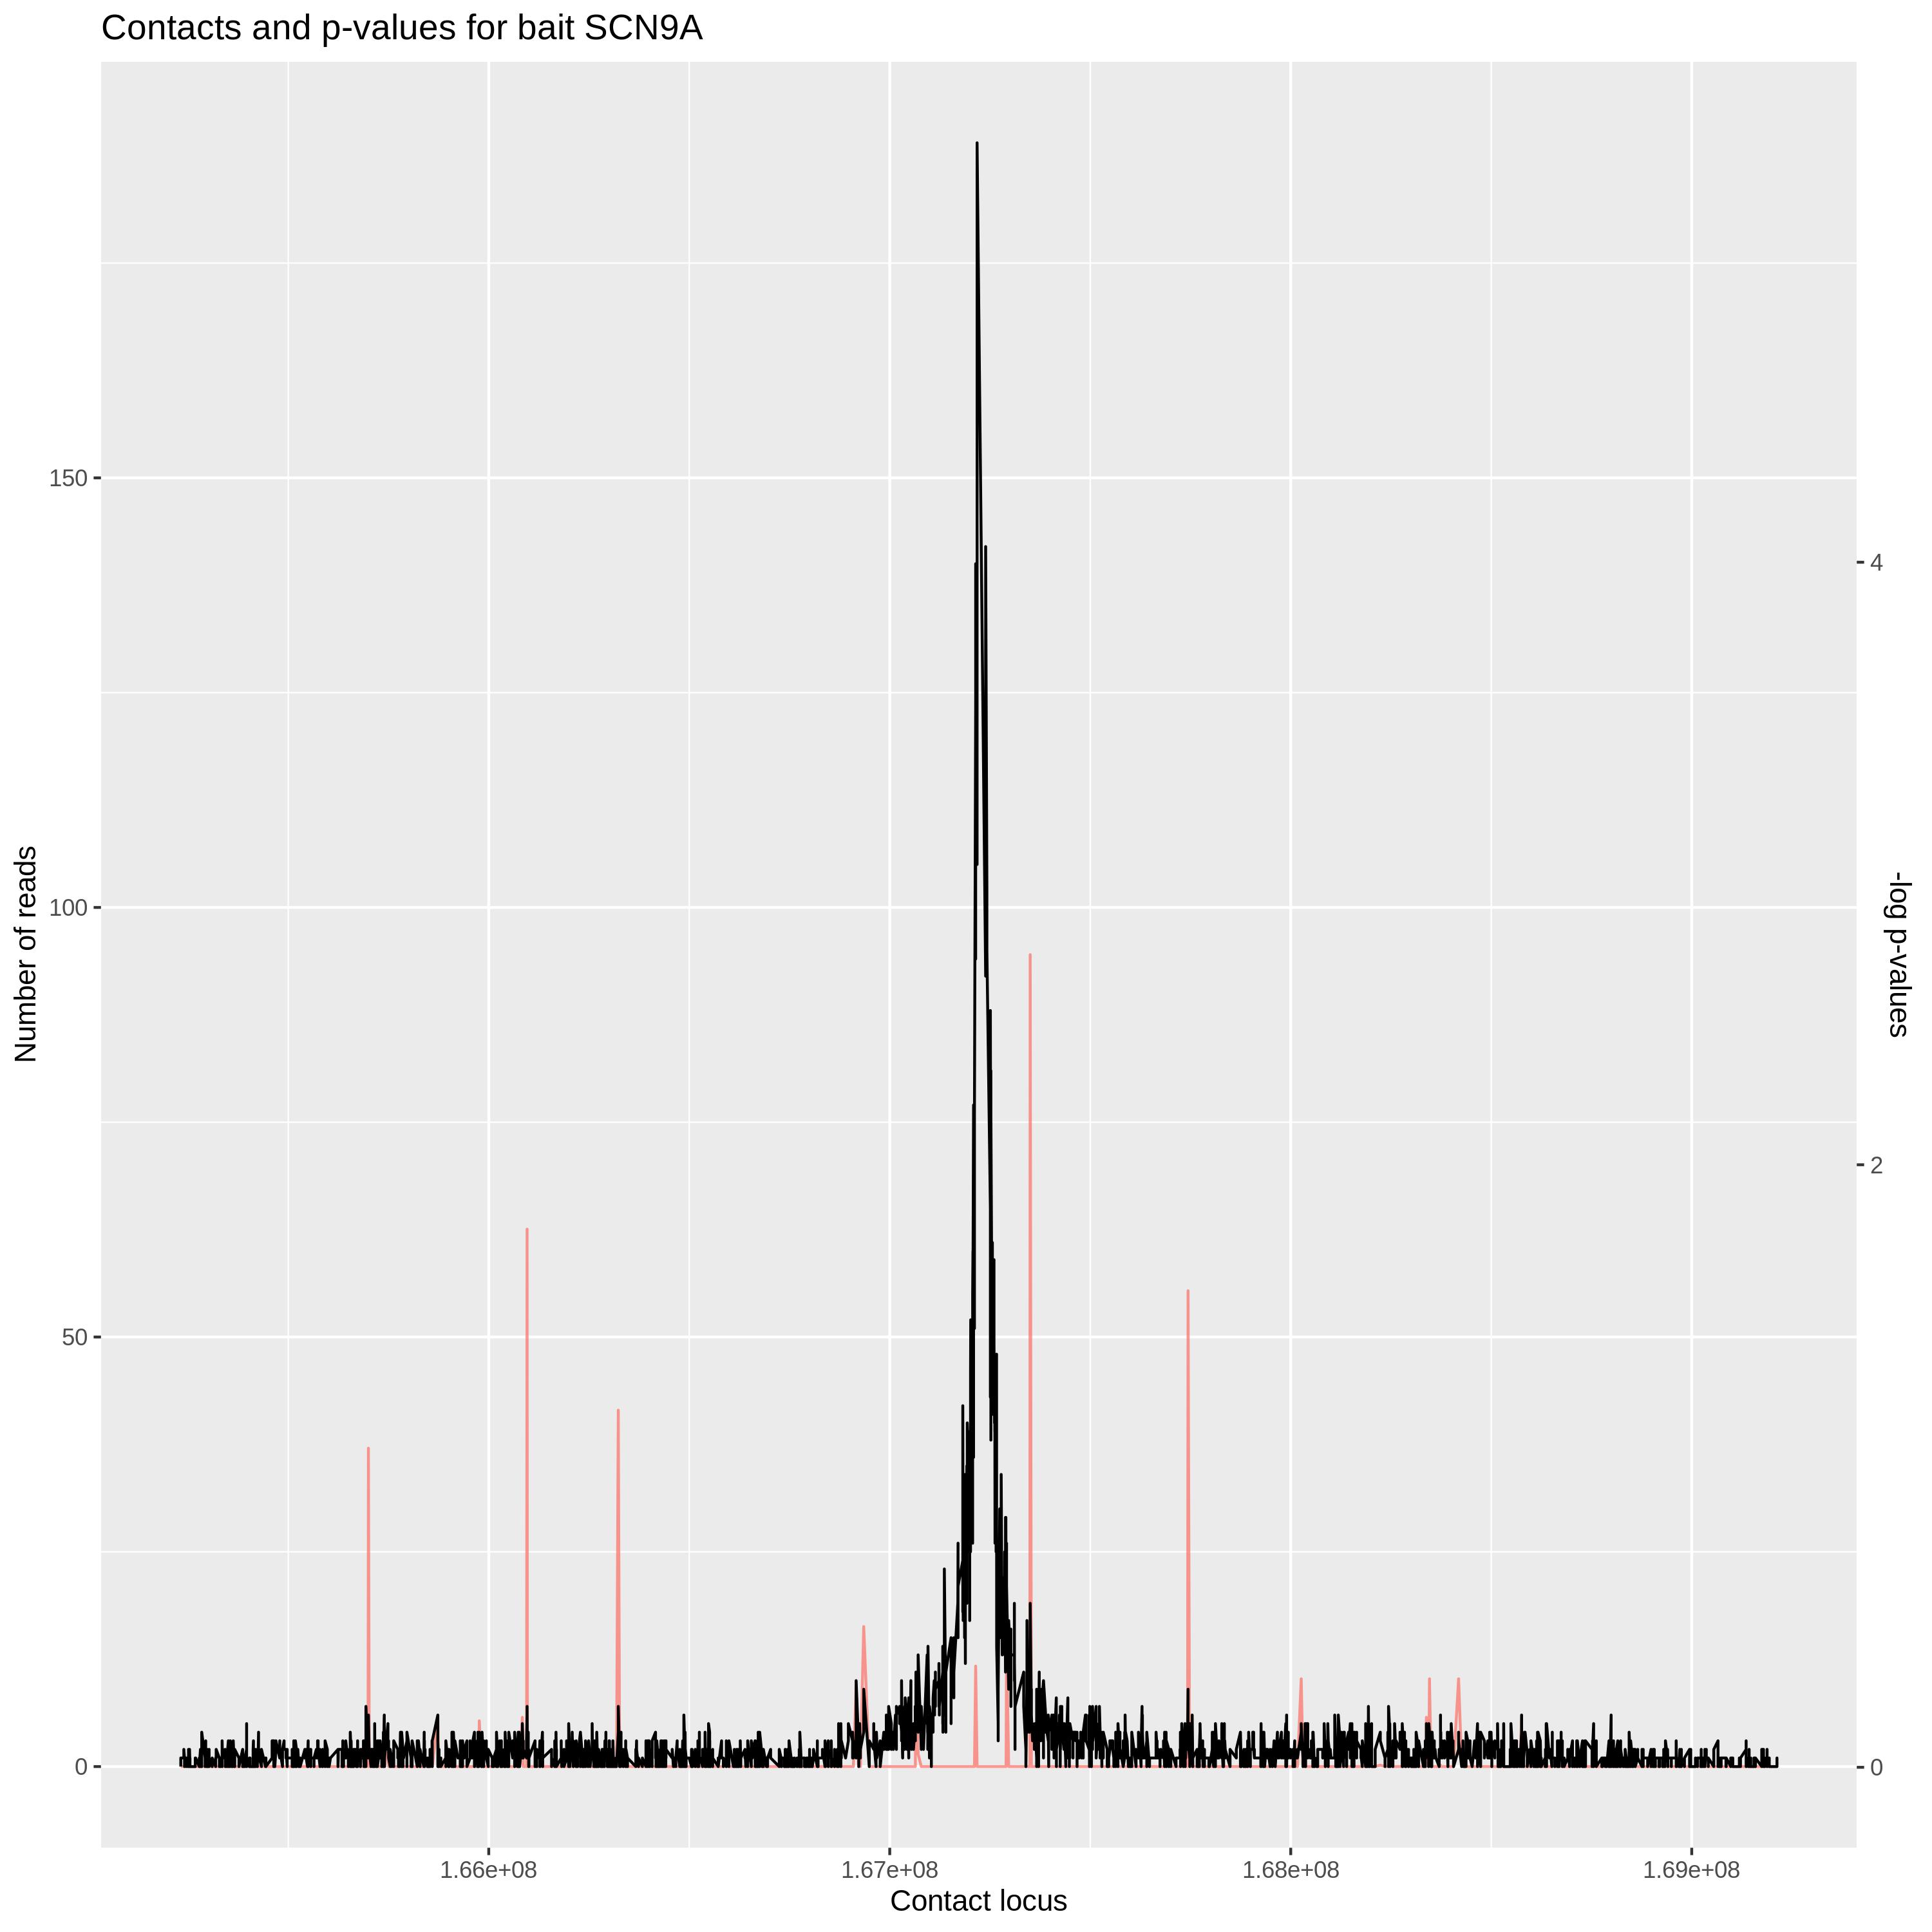 Contacts and p-values for bait SCN9A
Number of reads
150
100
50
0
4
2
0
-log p-values
1.66e+08
1.67e+08
1.68e+08
1.69e+08
Contact locus